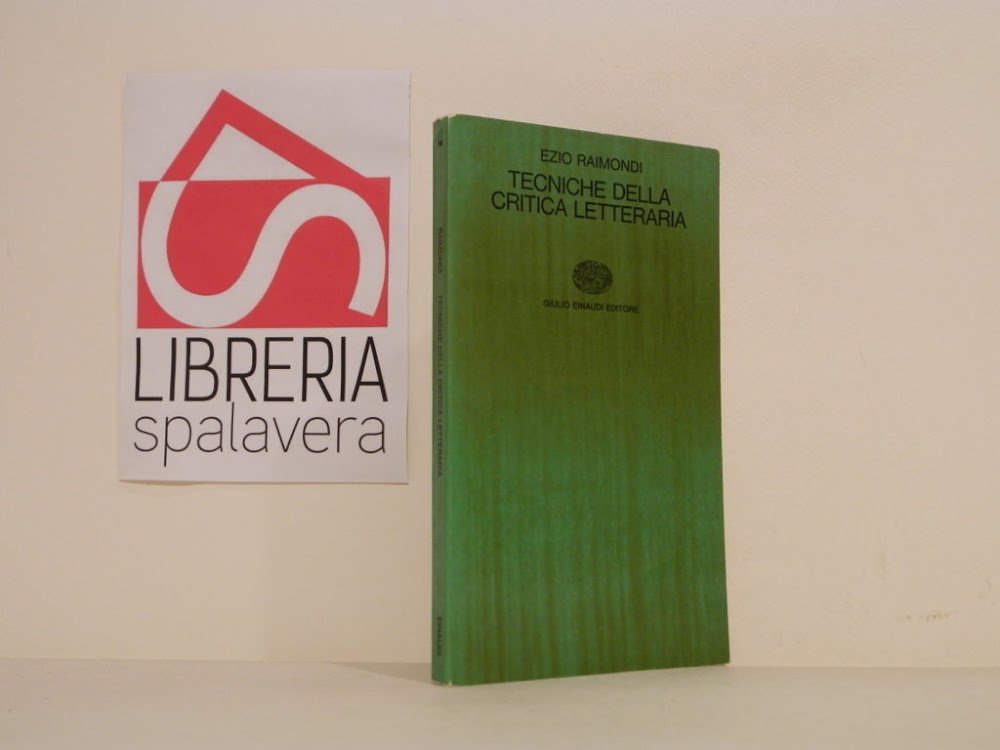 LIBRERIA
spalavera
EZIO RAIMONDI
TECNICHE DELLA
CRITICA LETTERARIA
GIULIO EINAUDI EDITORE
RAIMONDI TECNICHE DELLA CRITICA LETTERARIA EINAUDI